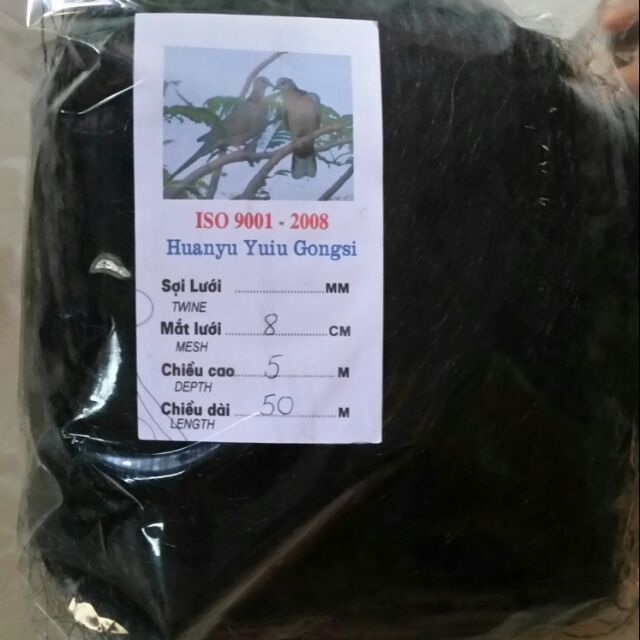 ISO 9001 - 2008
Huanyu Yuiu Gongsi
Sợi Lưới ........................ MM
TWINE
Mắt lưới ........8........ CM
MESH
Chiều cao ........5........ M
DEPTH
Chiều dài ........50........ M
LENGTH